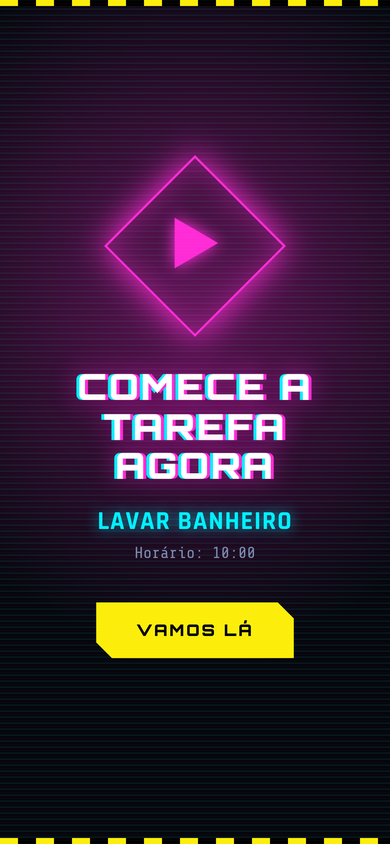 COMECE A
TAREFA
AGORA
LAVAR BANHEIRO
Horário: 10:00
VAMOS LÁ